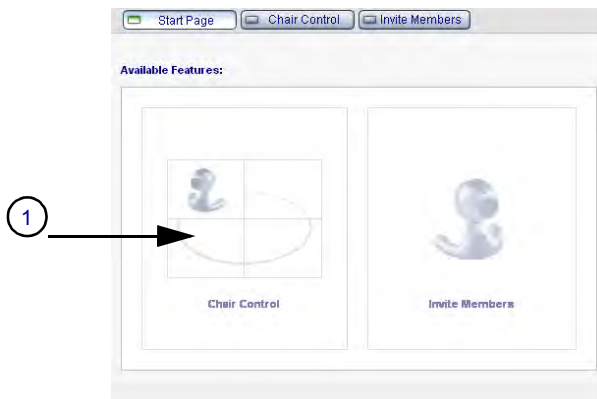 Start Page Chair Control Invite Members
Available Features:
1
Chair Control Invite Members